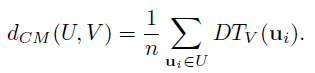 d_{CM}(U, V) = \frac{1}{n} \sum_{\mathbf{u}_i \in U} DT_V(\mathbf{u}_i).